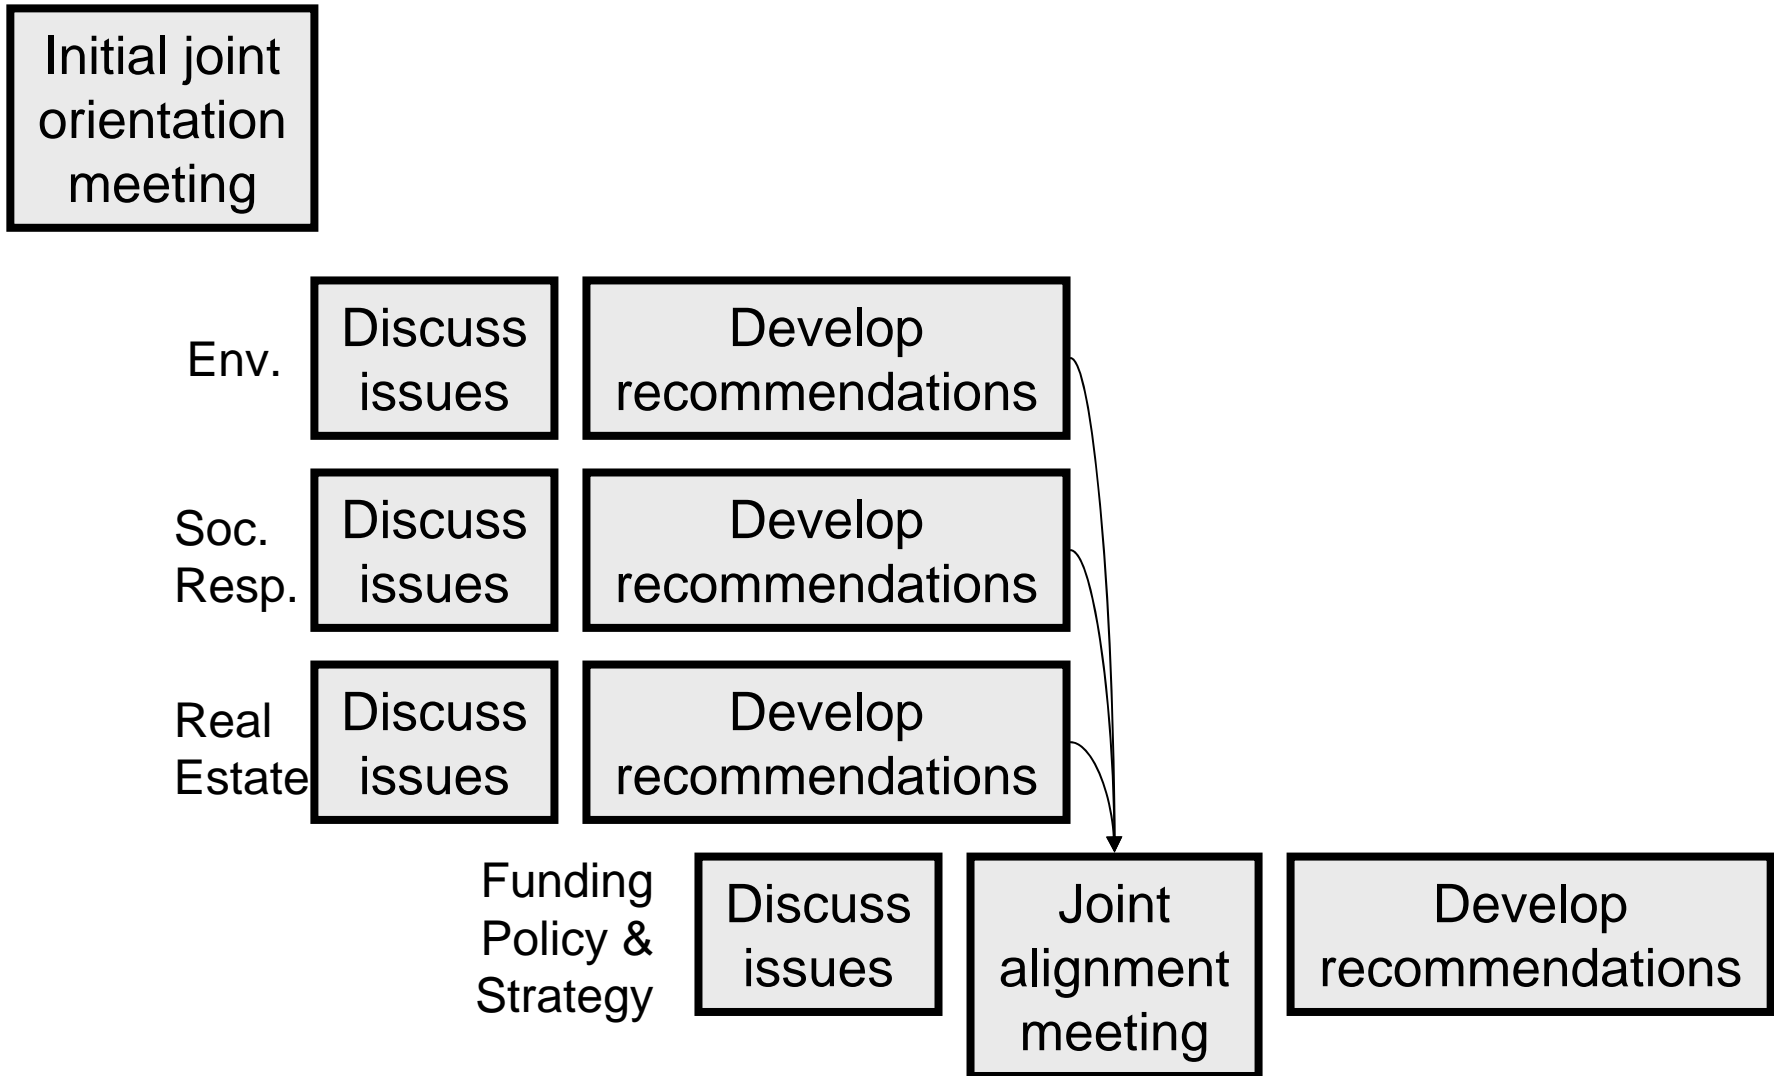 Initial joint
orientation
meeting
Env.
Discuss
issues
Develop
recommendations
Soc.
Resp.
Discuss
issues
Develop
recommendations
Real
Estate
Discuss
issues
Develop
recommendations
Funding
Policy &
Strategy
Discuss
issues
Joint
alignment
meeting
Develop
recommendations